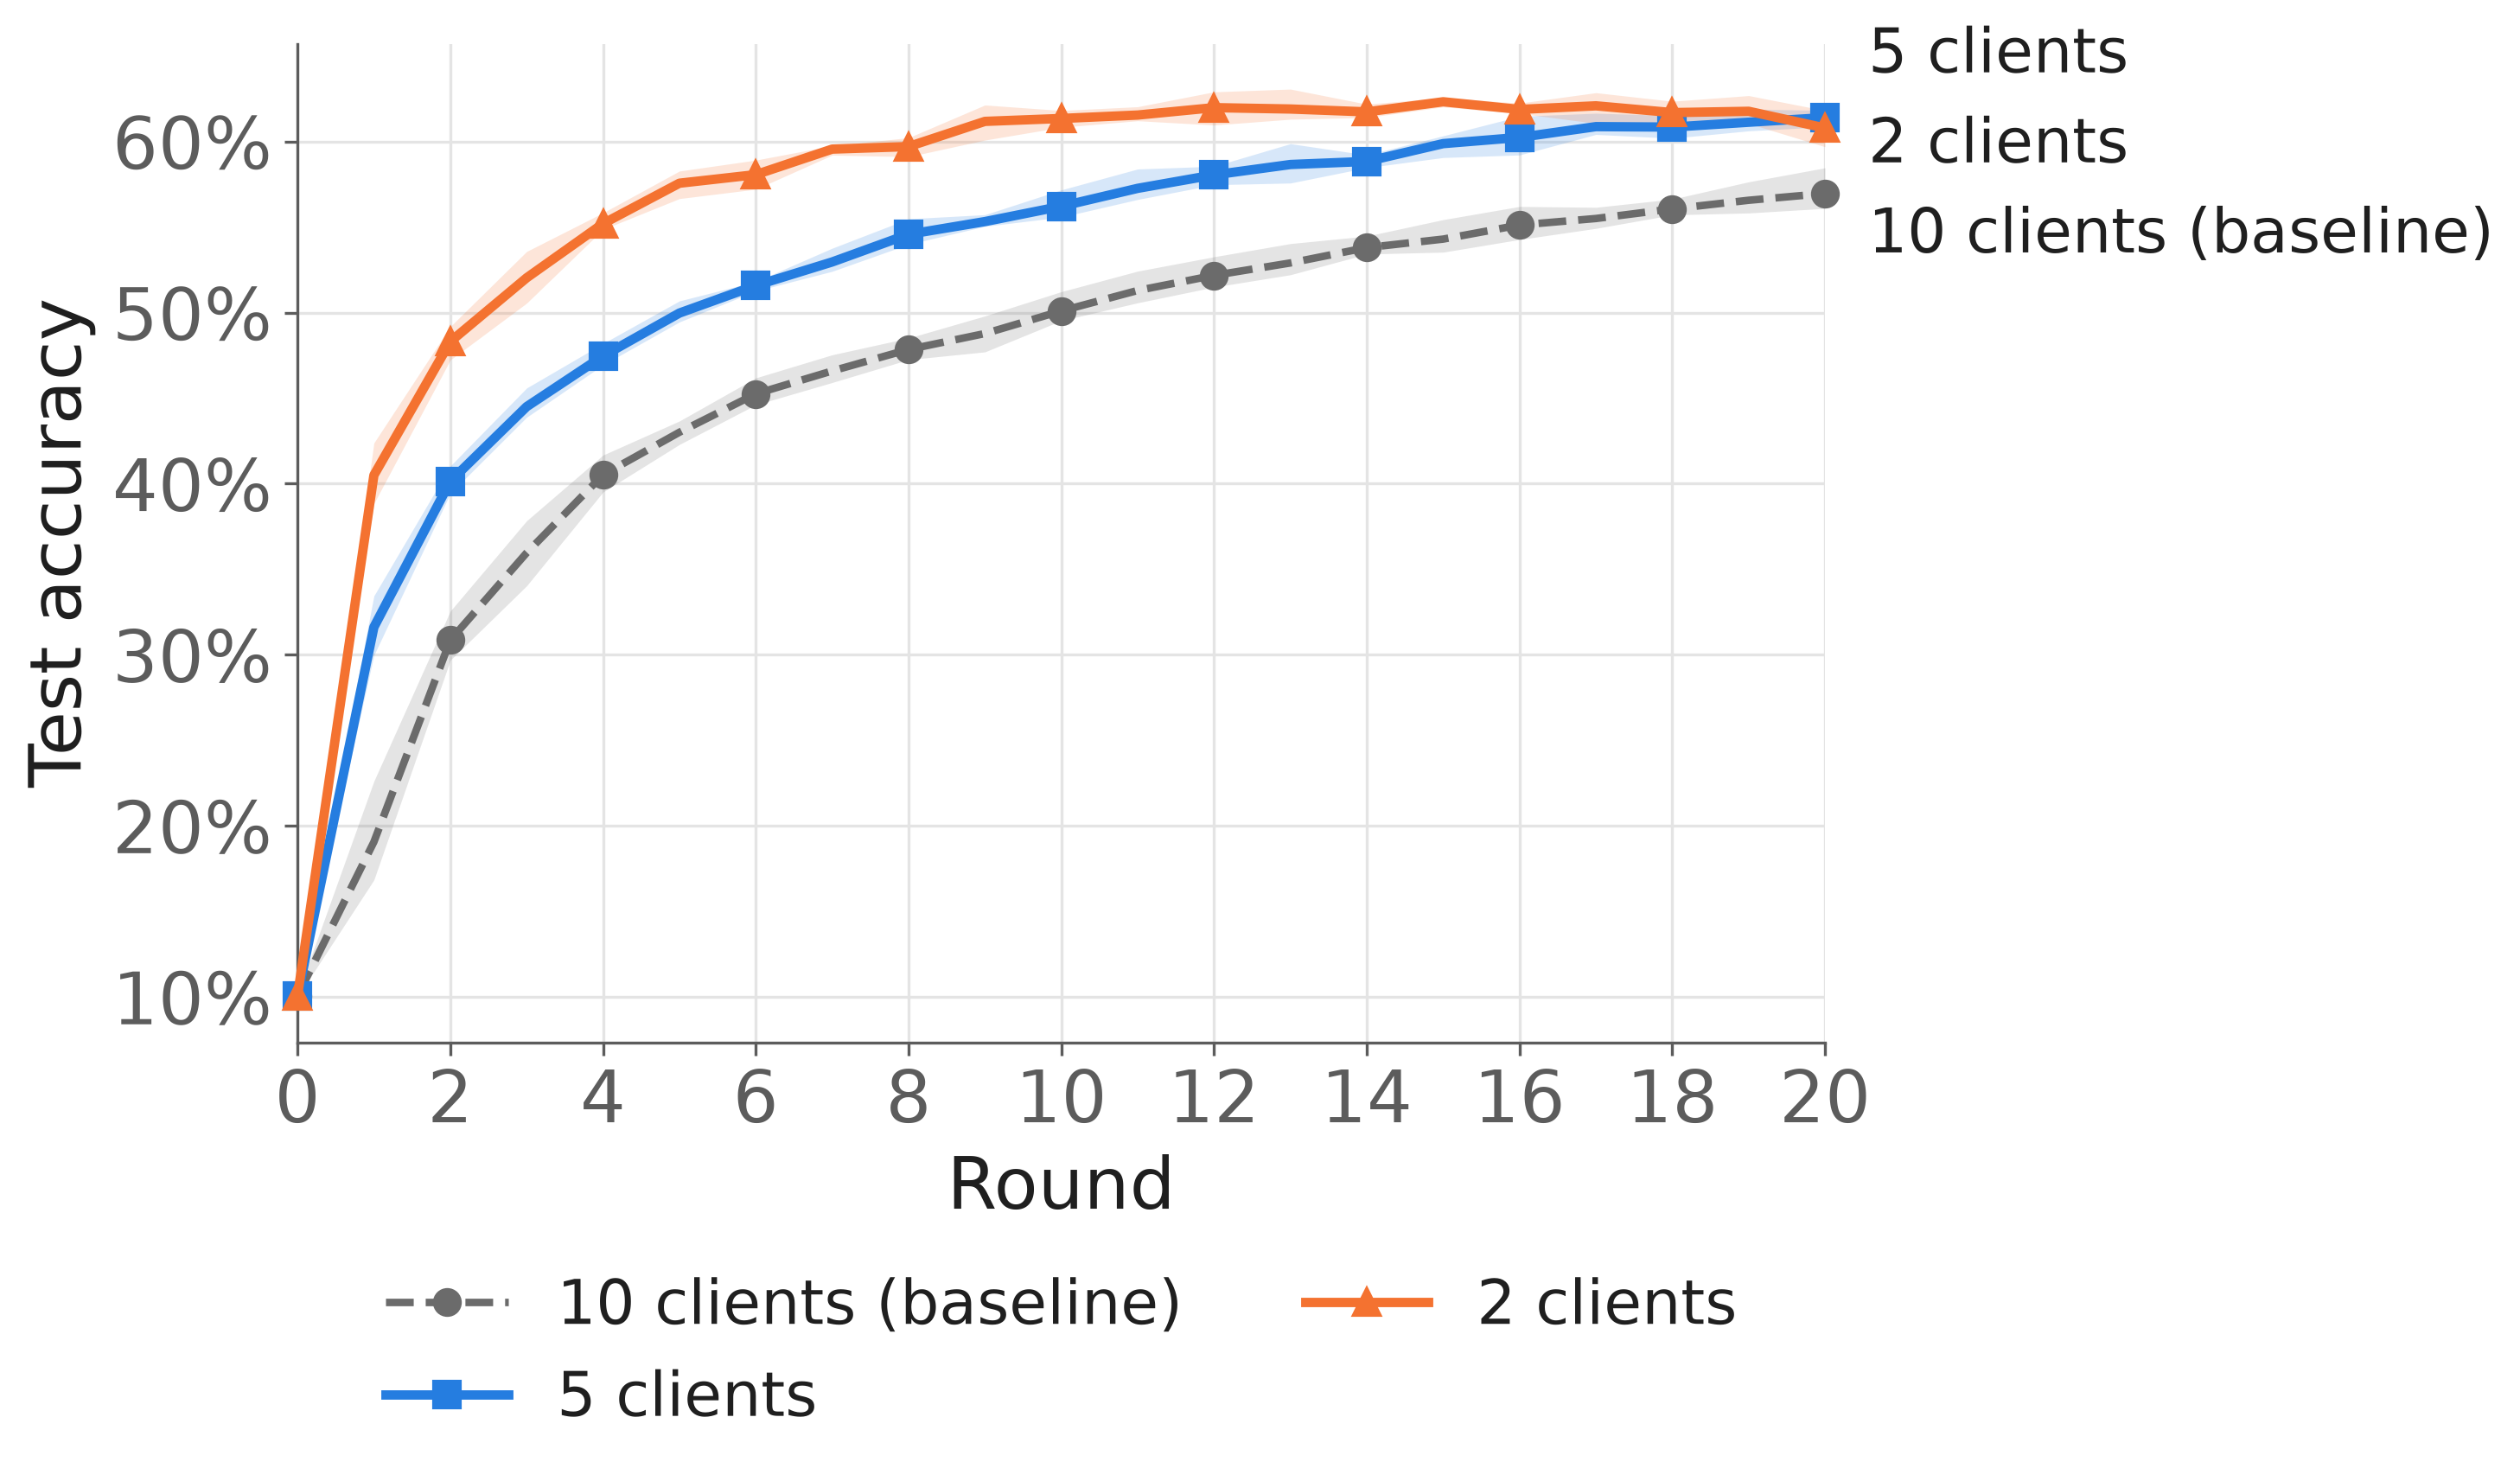 5 clients
2 clients
10 clients (baseline)
Test accuracy
60%
50%
40%
30%
20%
10%
0 2 4 6 8 10 12 14 16 18 20
Round
10 clients (baseline)
2 clients
5 clients